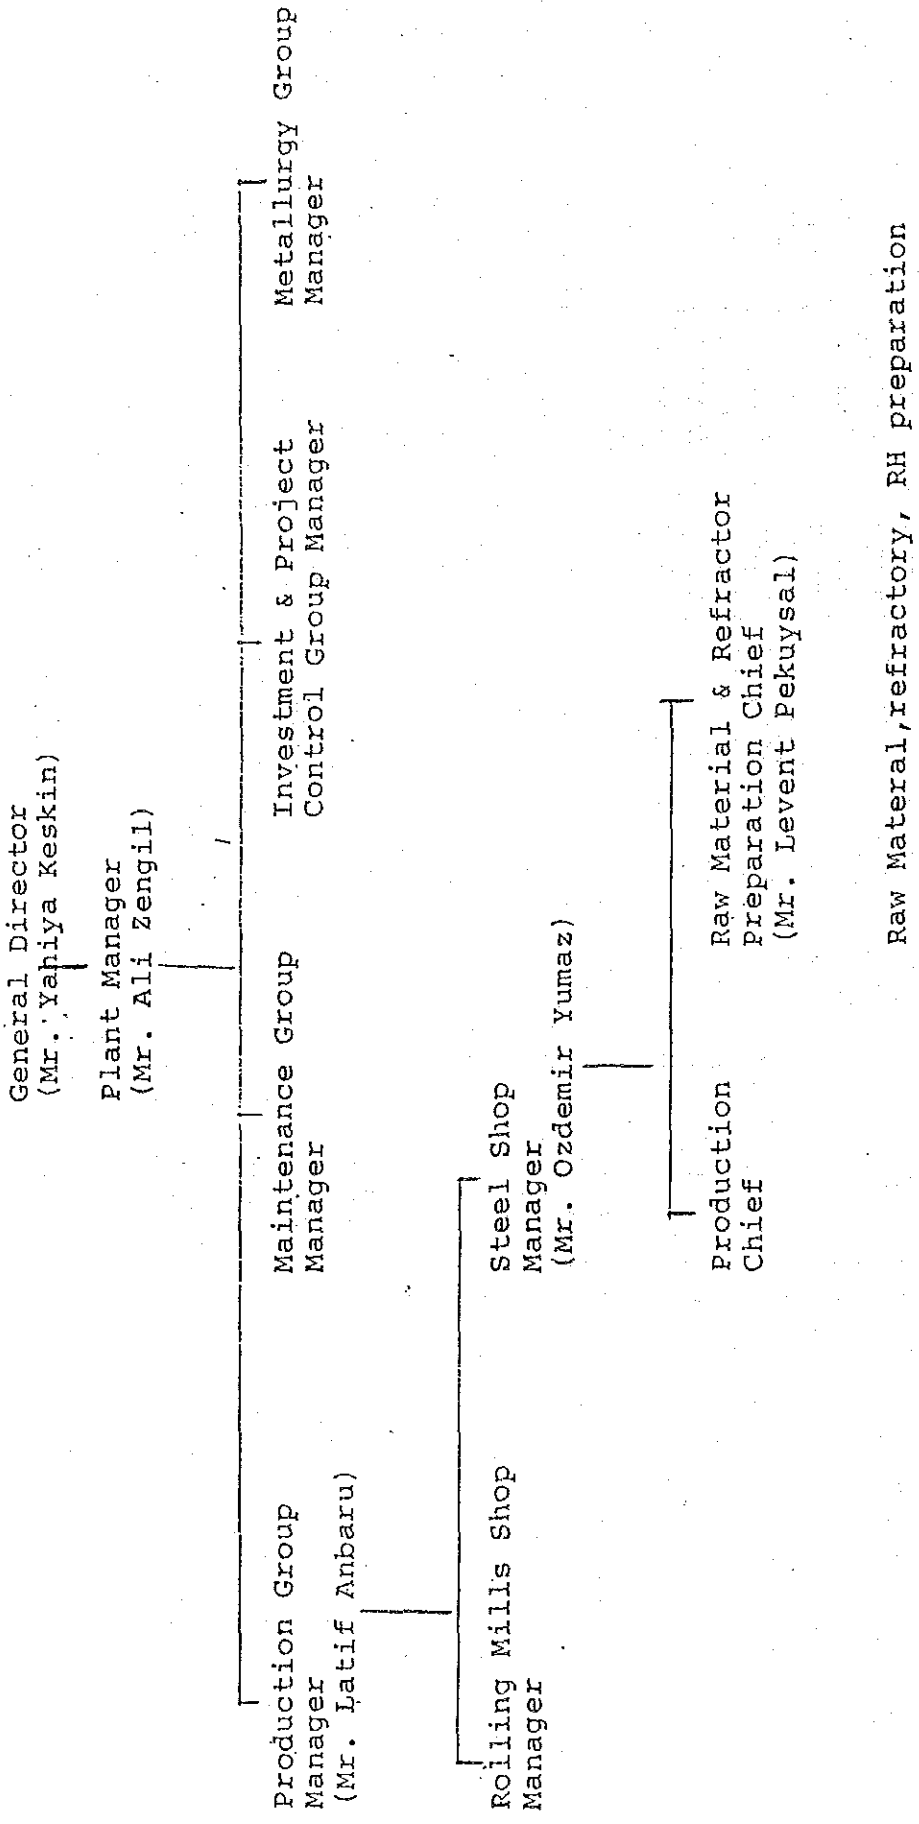 General Director
(Mr. Yahiya Keskin)
Plant Manager
(Mr. Ali Zengil)
Production Group
Manager
(Mr. Latif Anbaru)
Maintenance Group
Manager
Investment & Project
Control Group Manager
Metallurgy Group
Manager
Rolling Mills Shop
Manager
Steel Shop
Manager
(Mr. Ozdemir Yumaz)
Production
Chief
Raw Material & Refractor
Preparation Chief
(Mr. Levent Pekuysal)
Raw Materal,refractory, RH preparation